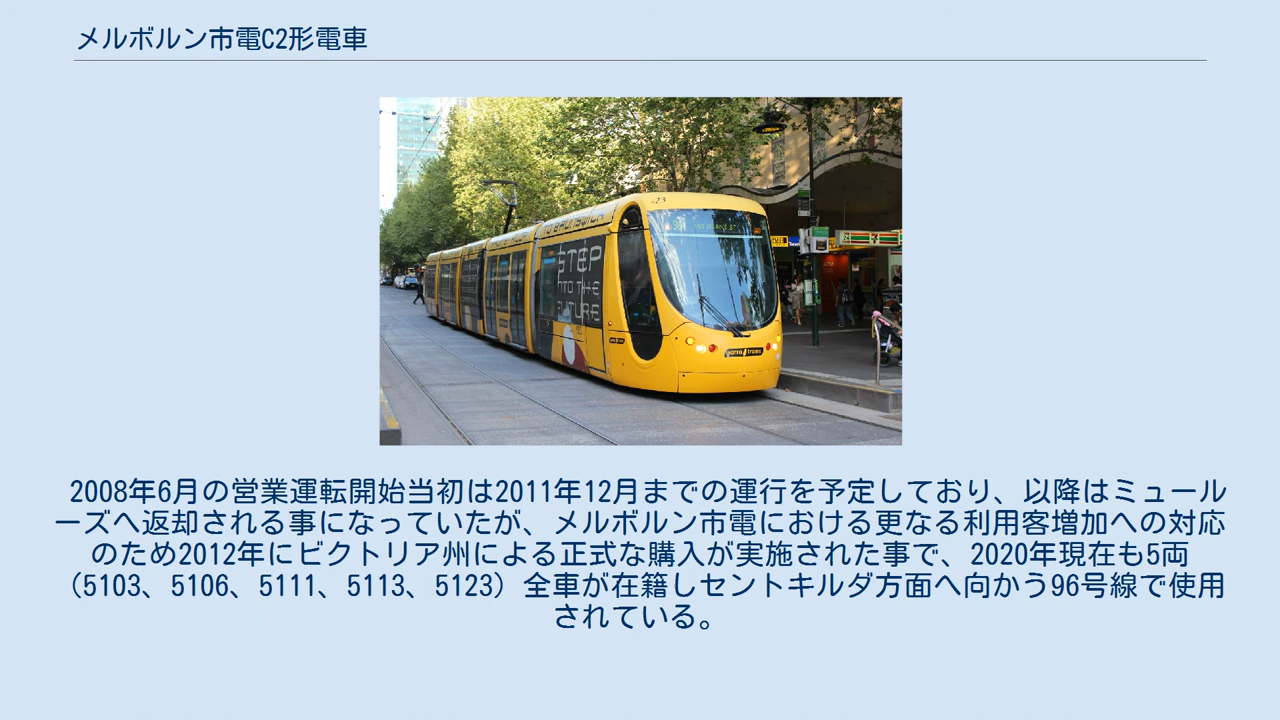 メルボルン市電C2形電車
STEP
INTO THE
FUTURE
yarra trams
2008年6月の営業運転開始当初は2011年12月までの運行を予定しており、以降はミュール
ーズへ返却される事になっていたが、メルボルン市電における更なる利用客増加への対応
のため2012年にビクトリア州による正式な購入が実施された事で、2020年現在も5両
（5103、5106、5111、5113、5123）全車が在籍しセントキルダ方面へ向かう96号線で使用
されている。